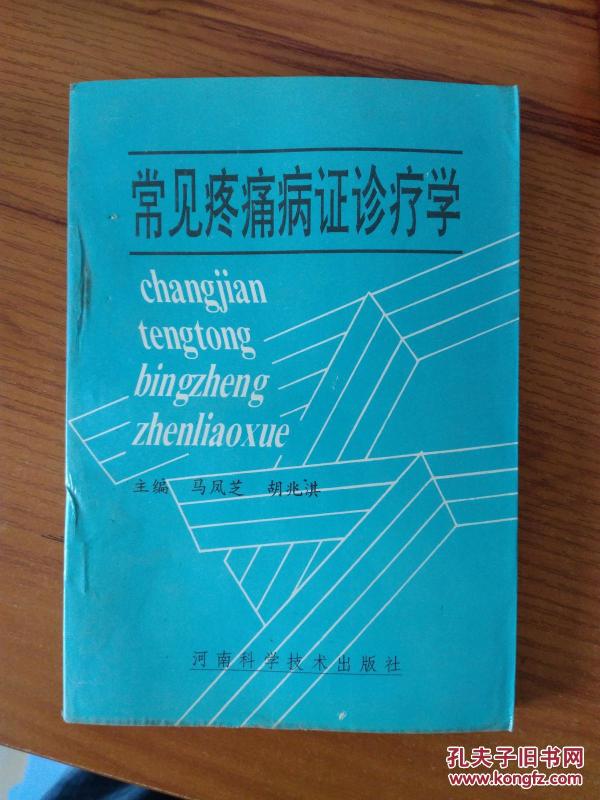 常见疼痛病证诊疗学
changjian
tengtong
bingzheng
zhenliaoxue
主编 马凤芝 胡兆淇
河南科学技术出版社
孔夫子旧书网
www.kongfz.com